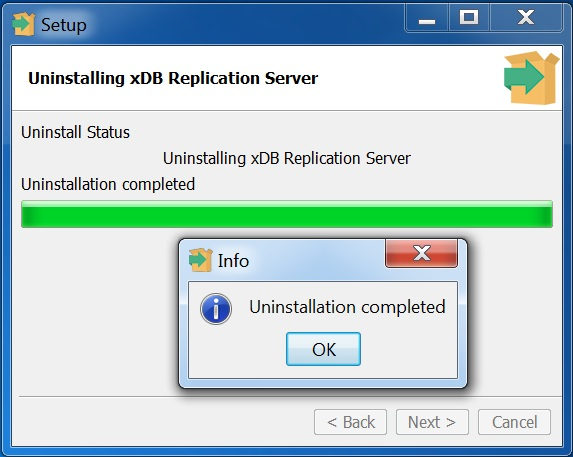 Setup
Uninstalling xDB Replication Server
Uninstall Status
Uninstalling xDB Replication Server
Uninstallation completed
Info
Uninstallation completed
OK
< Back Next > Cancel